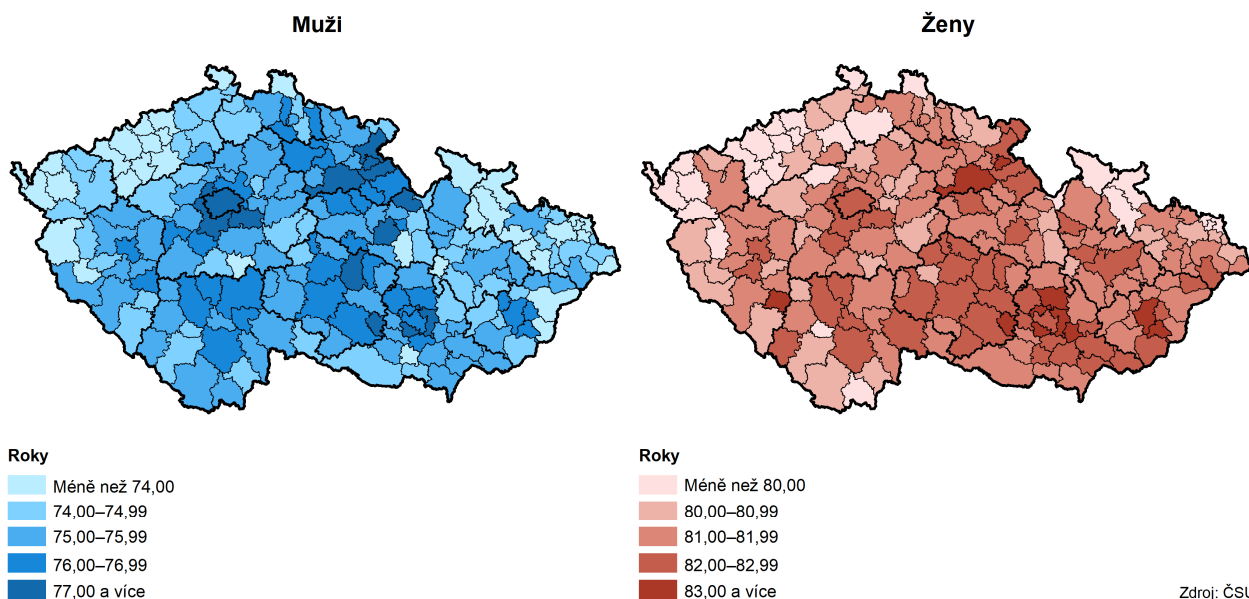 Muži
Ženy
Roky
Méně než 74,00
74,00–74,99
75,00–75,99
76,00–76,99
77,00 a více
Roky
Méně než 80,00
80,00–80,99
81,00–81,99
82,00–82,99
83,00 a více
Zdroj: ČSÚ